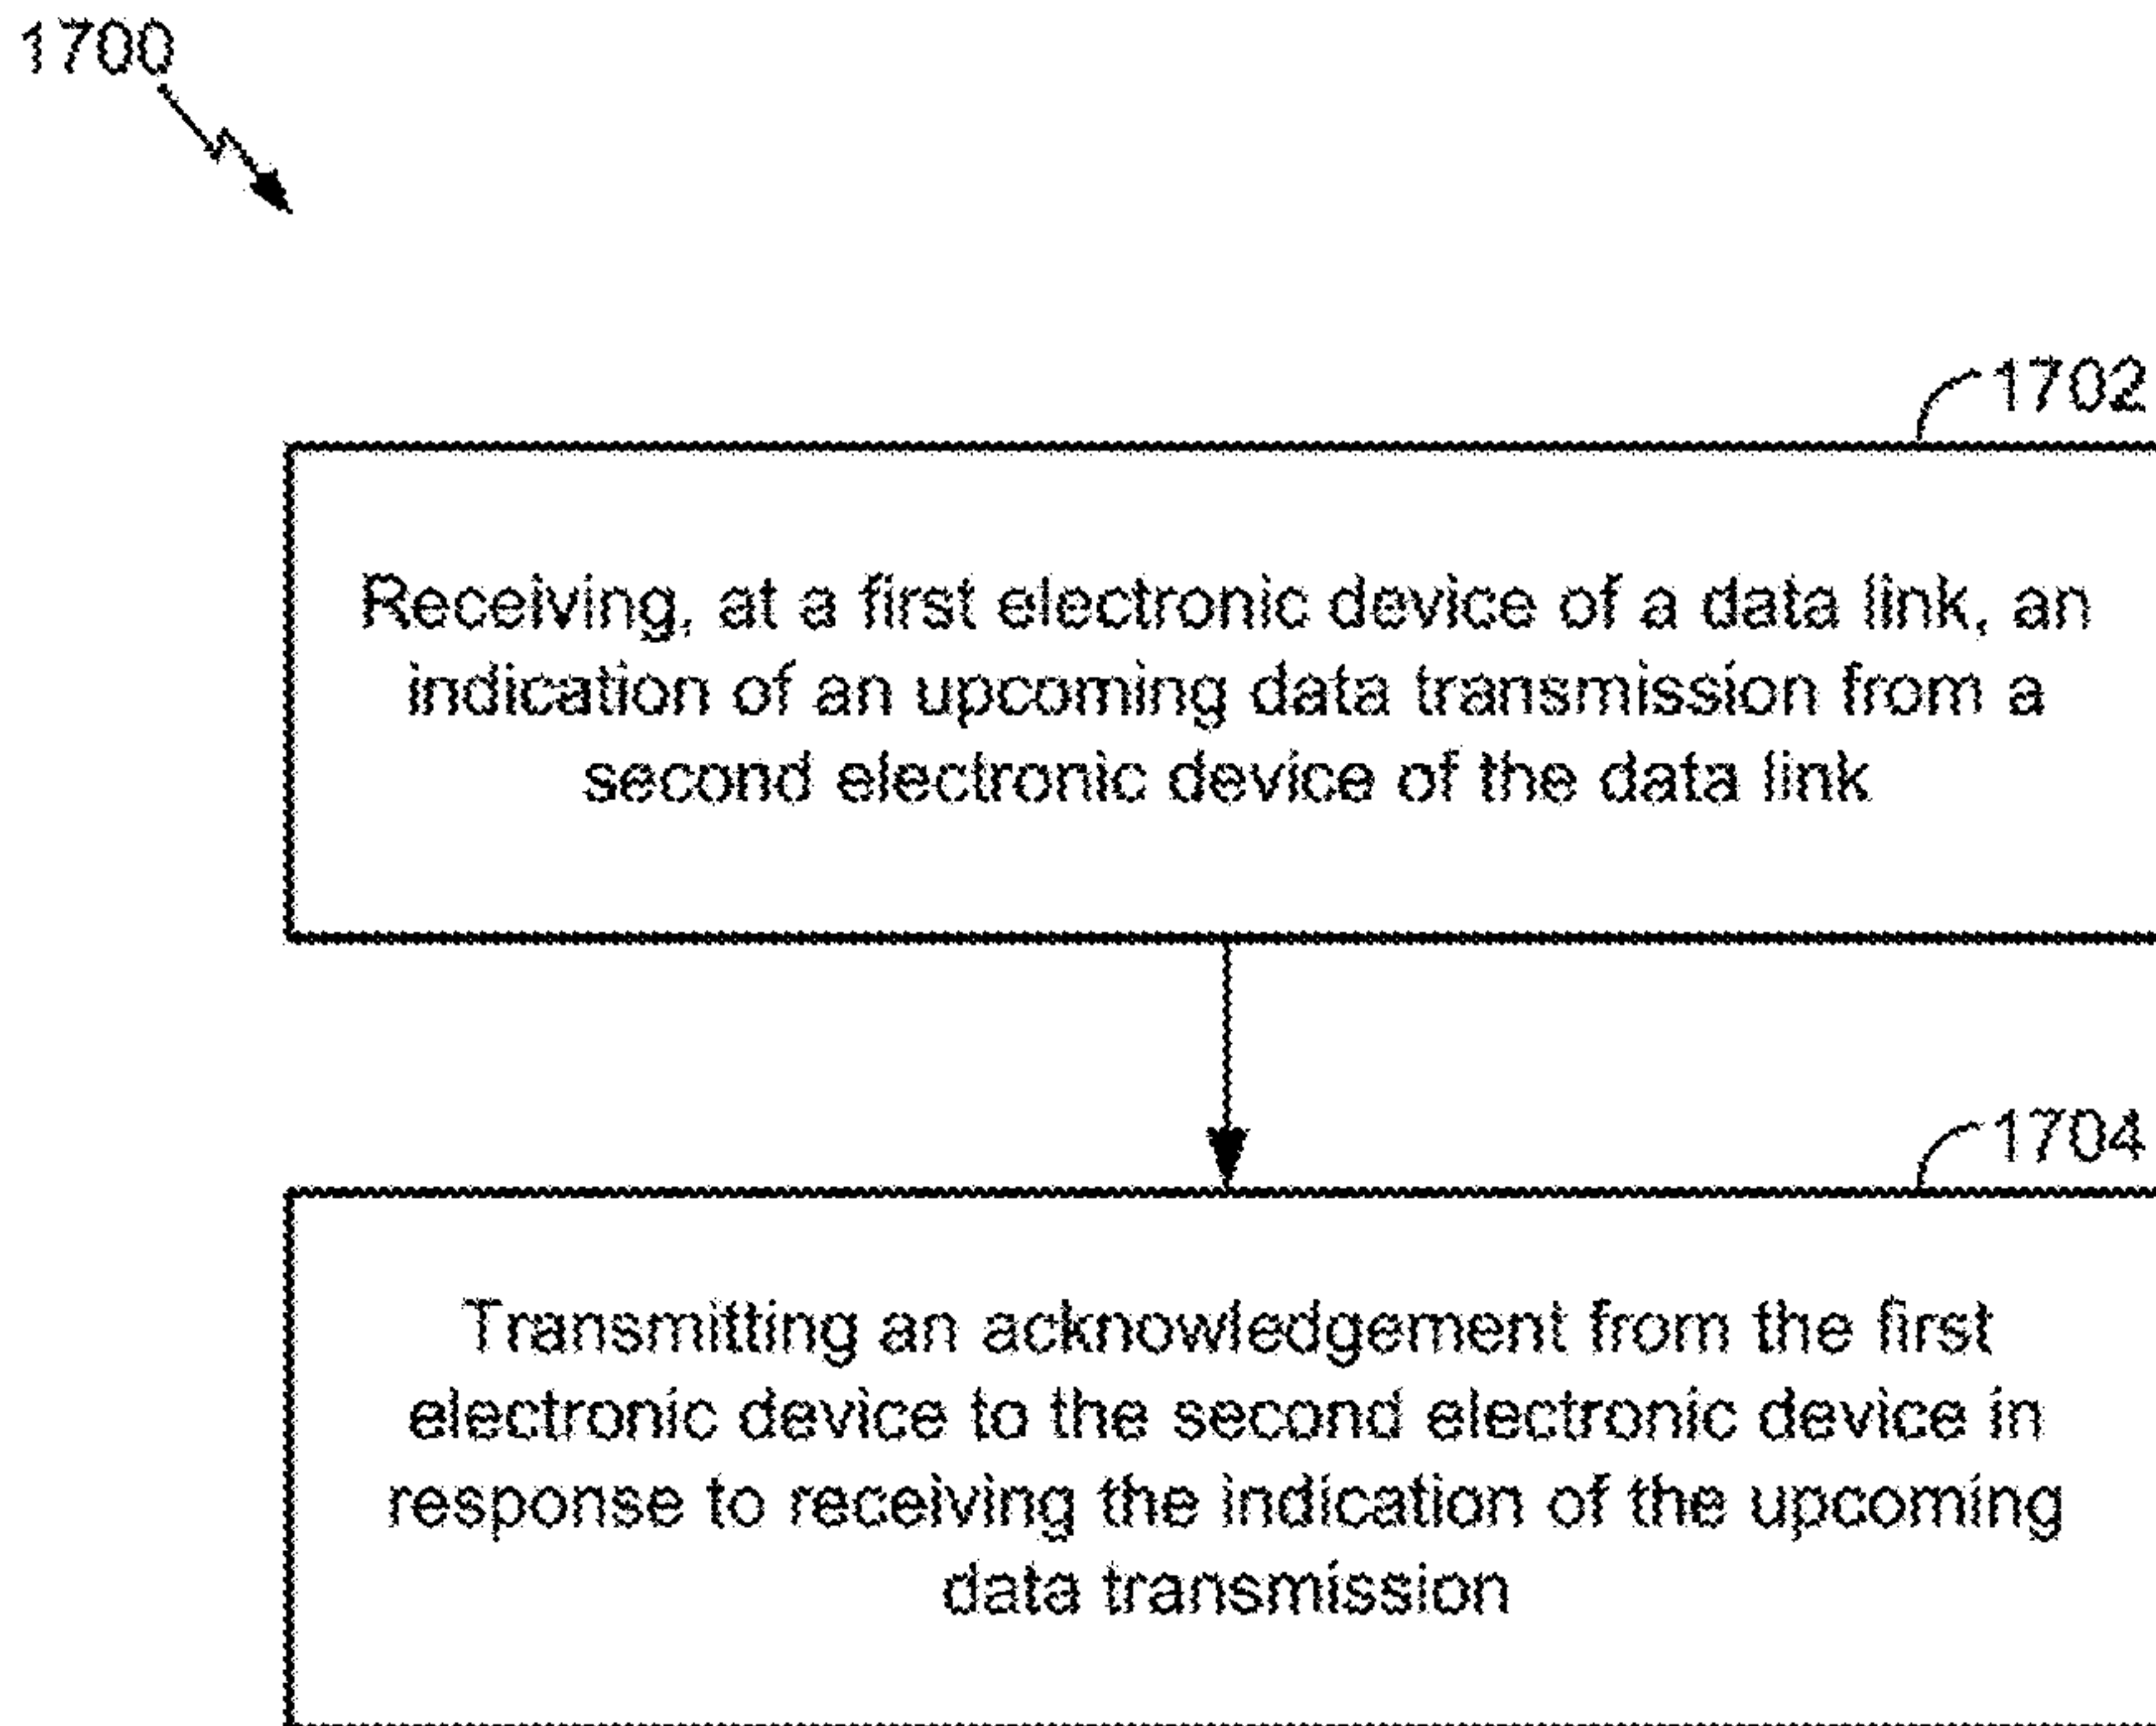 1700
1702
Receiving, at a first electronic device of a data link, an
indication of an upcoming data transmission from a
second electronic device of the data link
1704
Transmitting an acknowledgement from the first
electronic device to the second electronic device in
response to receiving the indication of the upcoming
data transmission